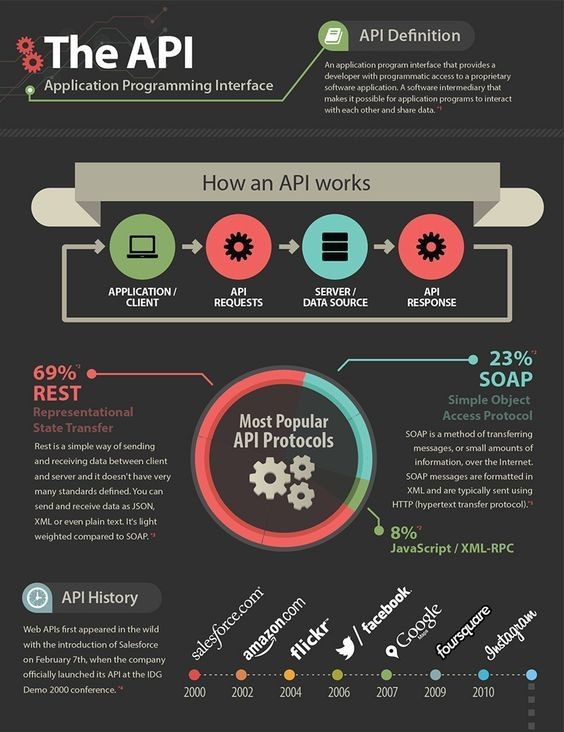 The API
Application Programming Interface
API Definition
An application program interface that provides a
developer with programmatic access to a proprietary
software application. A software intermediary that
makes it possible for application programs to interact
with each other and share data. *1
How an API works
APPLICATION /
CLIENT
API
REQUESTS
SERVER /
DATA SOURCE
API
RESPONSE
69% *2
REST
Representational
State Transfer
Rest is a simple way of sending
and receiving data between client
and server and it doesn't have very
many standards defined. You can
send and receive data as JSON,
XML or even plain text. It's light
weighted compared to SOAP. *3
Most Popular
API Protocols
23% *2
SOAP
Simple Object
Access Protocol
SOAP is a method of transferring
messages, or small amounts of
information, over the Internet.
SOAP messages are formatted in
XML and are typically sent using
HTTP (hypertext transfer protocol). *3
8% *2
JavaScript / XML-RPC
API History
Web APIs first appeared in the wild
with the introduction of Salesforce
on February 7th, when the company
officially launched its API at the IDG
Demo 2000 conference. *4
salesforce.com
amazon.com
flickr
/ facebook
Google
Maps
foursquare
Instagram
2000 2002 2004 2006 2007 2009 2010